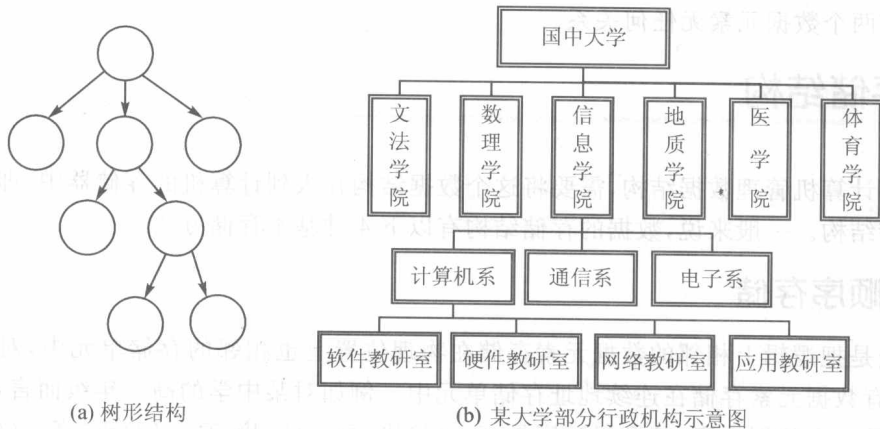 国中大学
文法学院
数理学院
信息学院
地质学院
医学院
体育学院
计算机系
通信系
电子系
软件教研室
硬件教研室
网络教研室
应用教研室
(a) 树形结构
(b) 某大学部分行政机构示意图